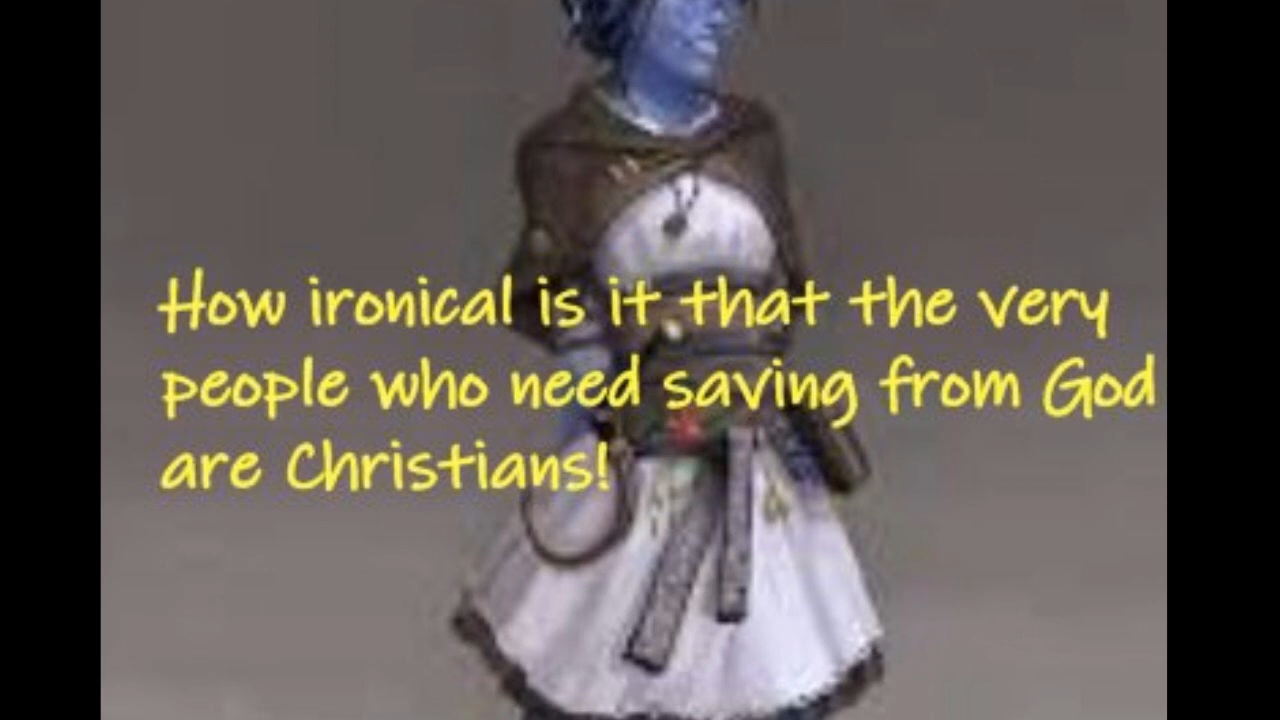 How ironical is it that the very
people who need saving from God
are Christians!